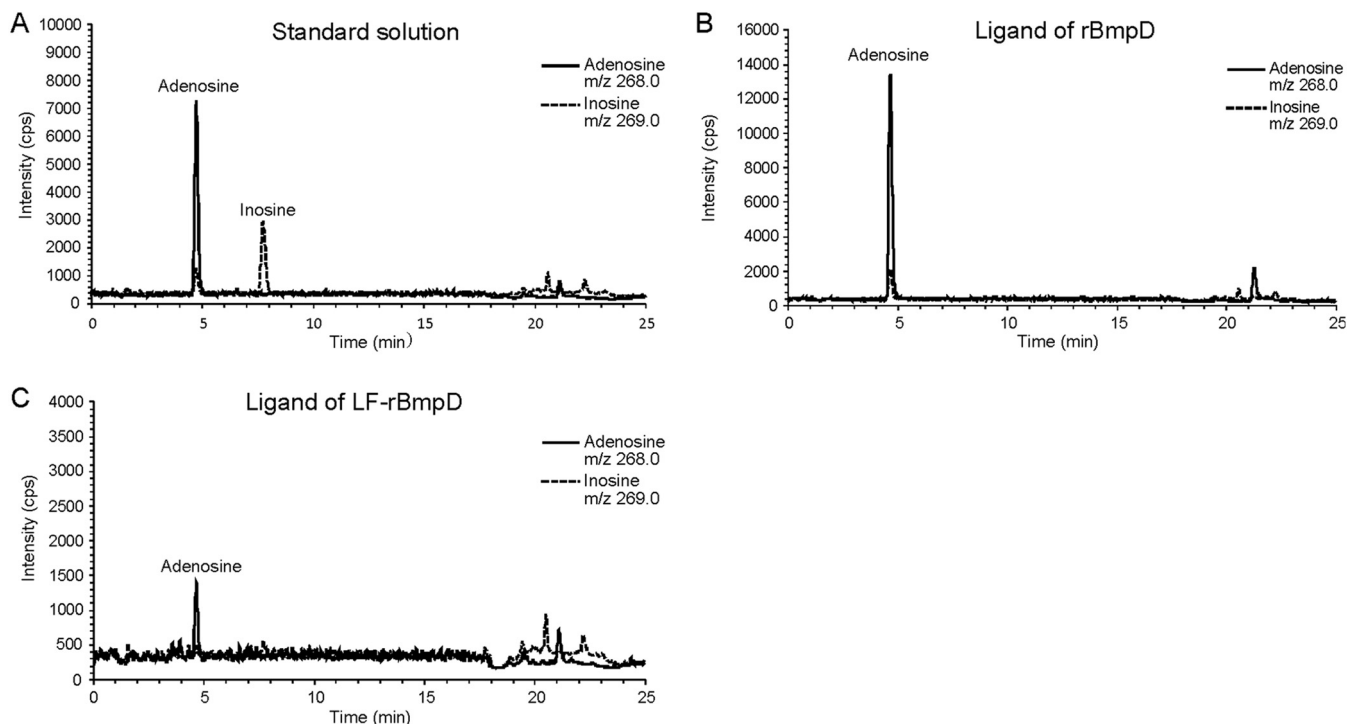 A
Standard solution
10000
9000
8000
7000
6000
5000
4000
3000
2000
1000
0
Intensity (cps)
Adenosine
Inosine
Adenosine
m/z 268.0
Inosine
m/z 269.0
0 5 10 15 20 25
Time (min)
B
Ligand of rBmpD
16000
14000
12000
10000
8000
6000
4000
2000
0
Intensity (cps)
Adenosine
Adenosine
m/z 268.0
Inosine
m/z 269.0
0 5 10 15 20 25
Time (min)
C
Ligand of LF-rBmpD
4000
3500
3000
2500
2000
1500
1000
500
0
Intensity (cps)
Adenosine
Adenosine
m/z 268.0
Inosine
m/z 269.0
0 5 10 15 20 25
Time (min)